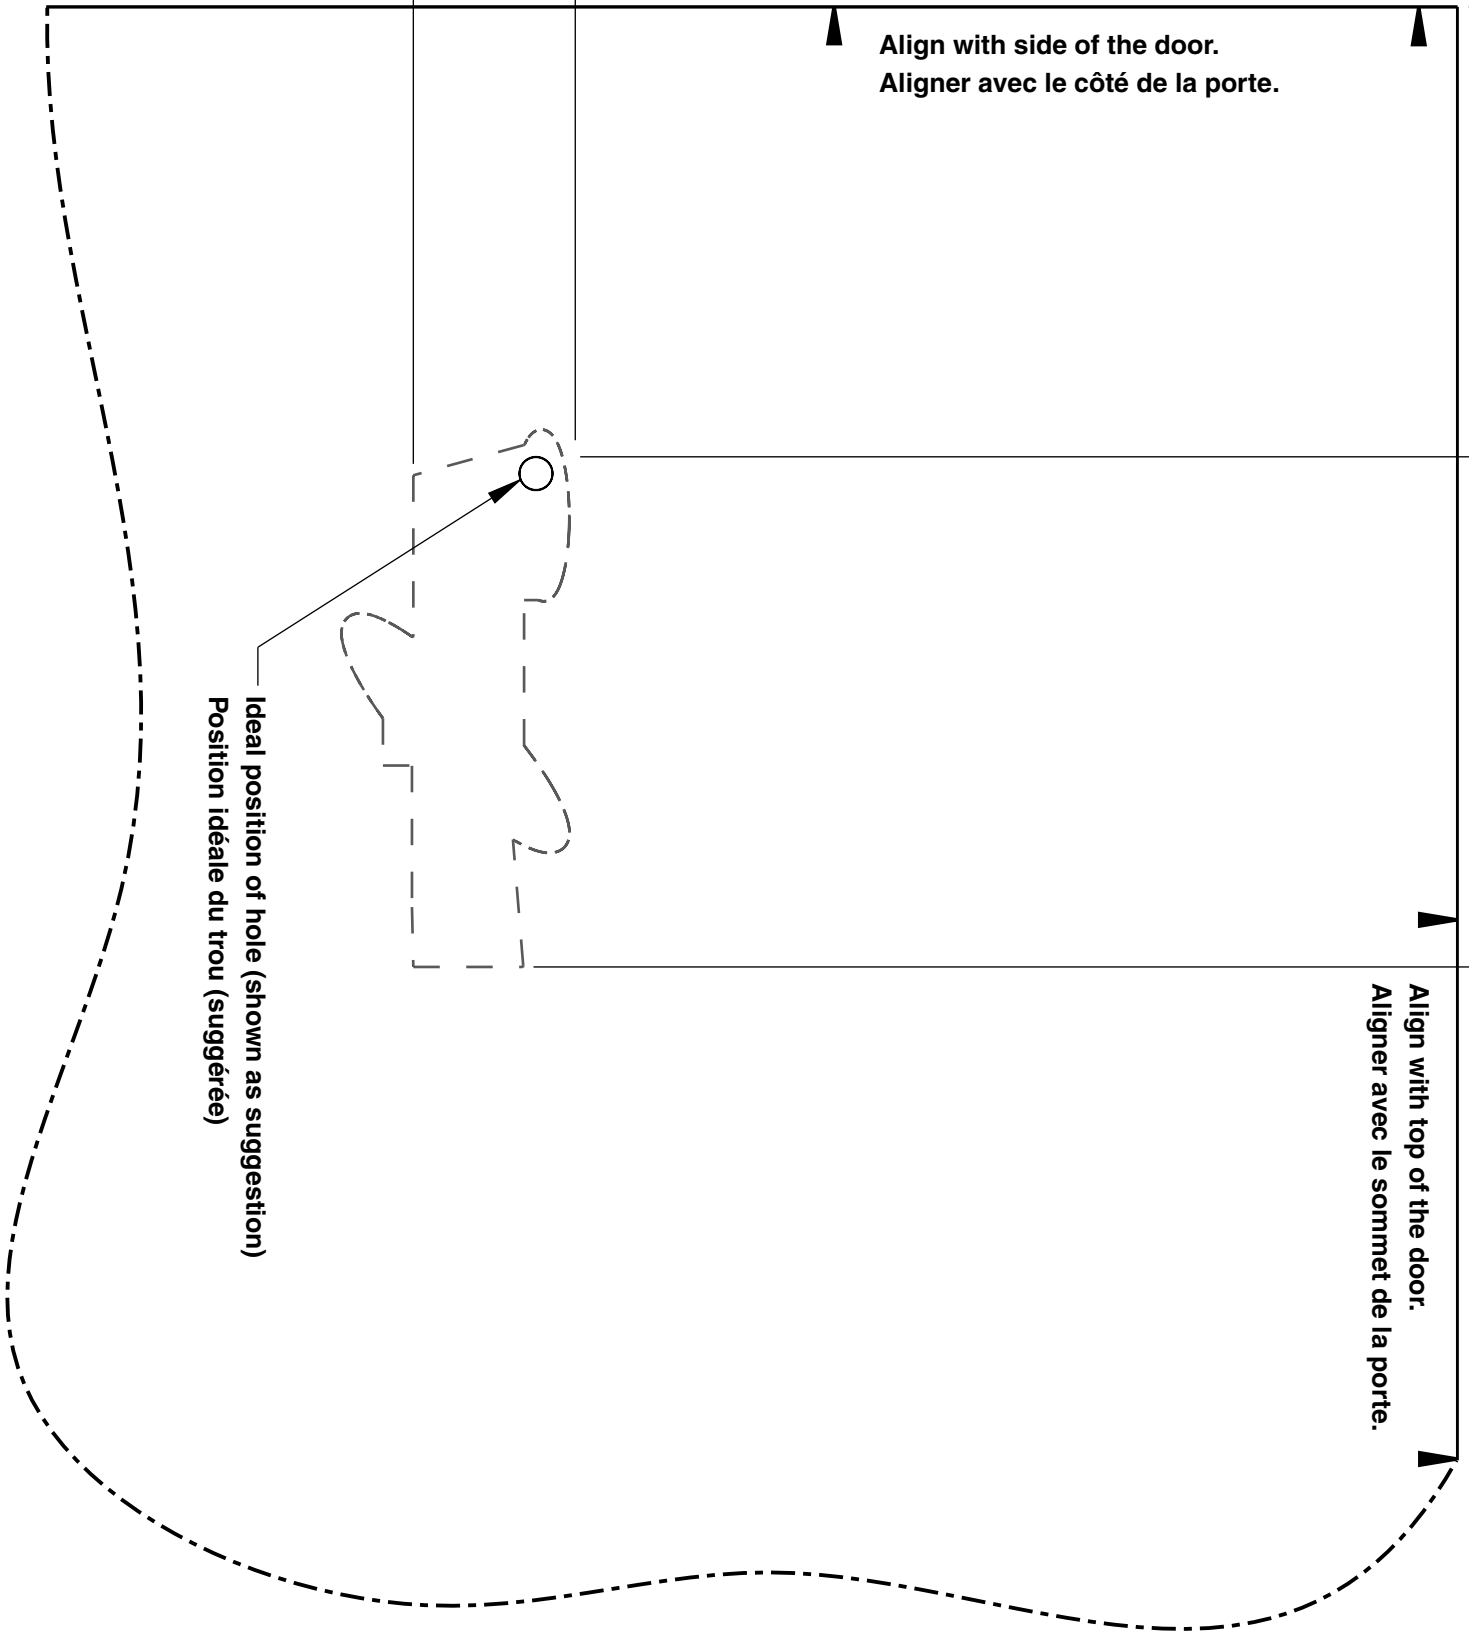 Align with side of the door.
Aligner avec le côté de la porte.
Ideal position of hole (shown as suggestion)
Position idéale du trou (suggérée)
Align with top of the door.
Aligner avec le sommet de la porte.